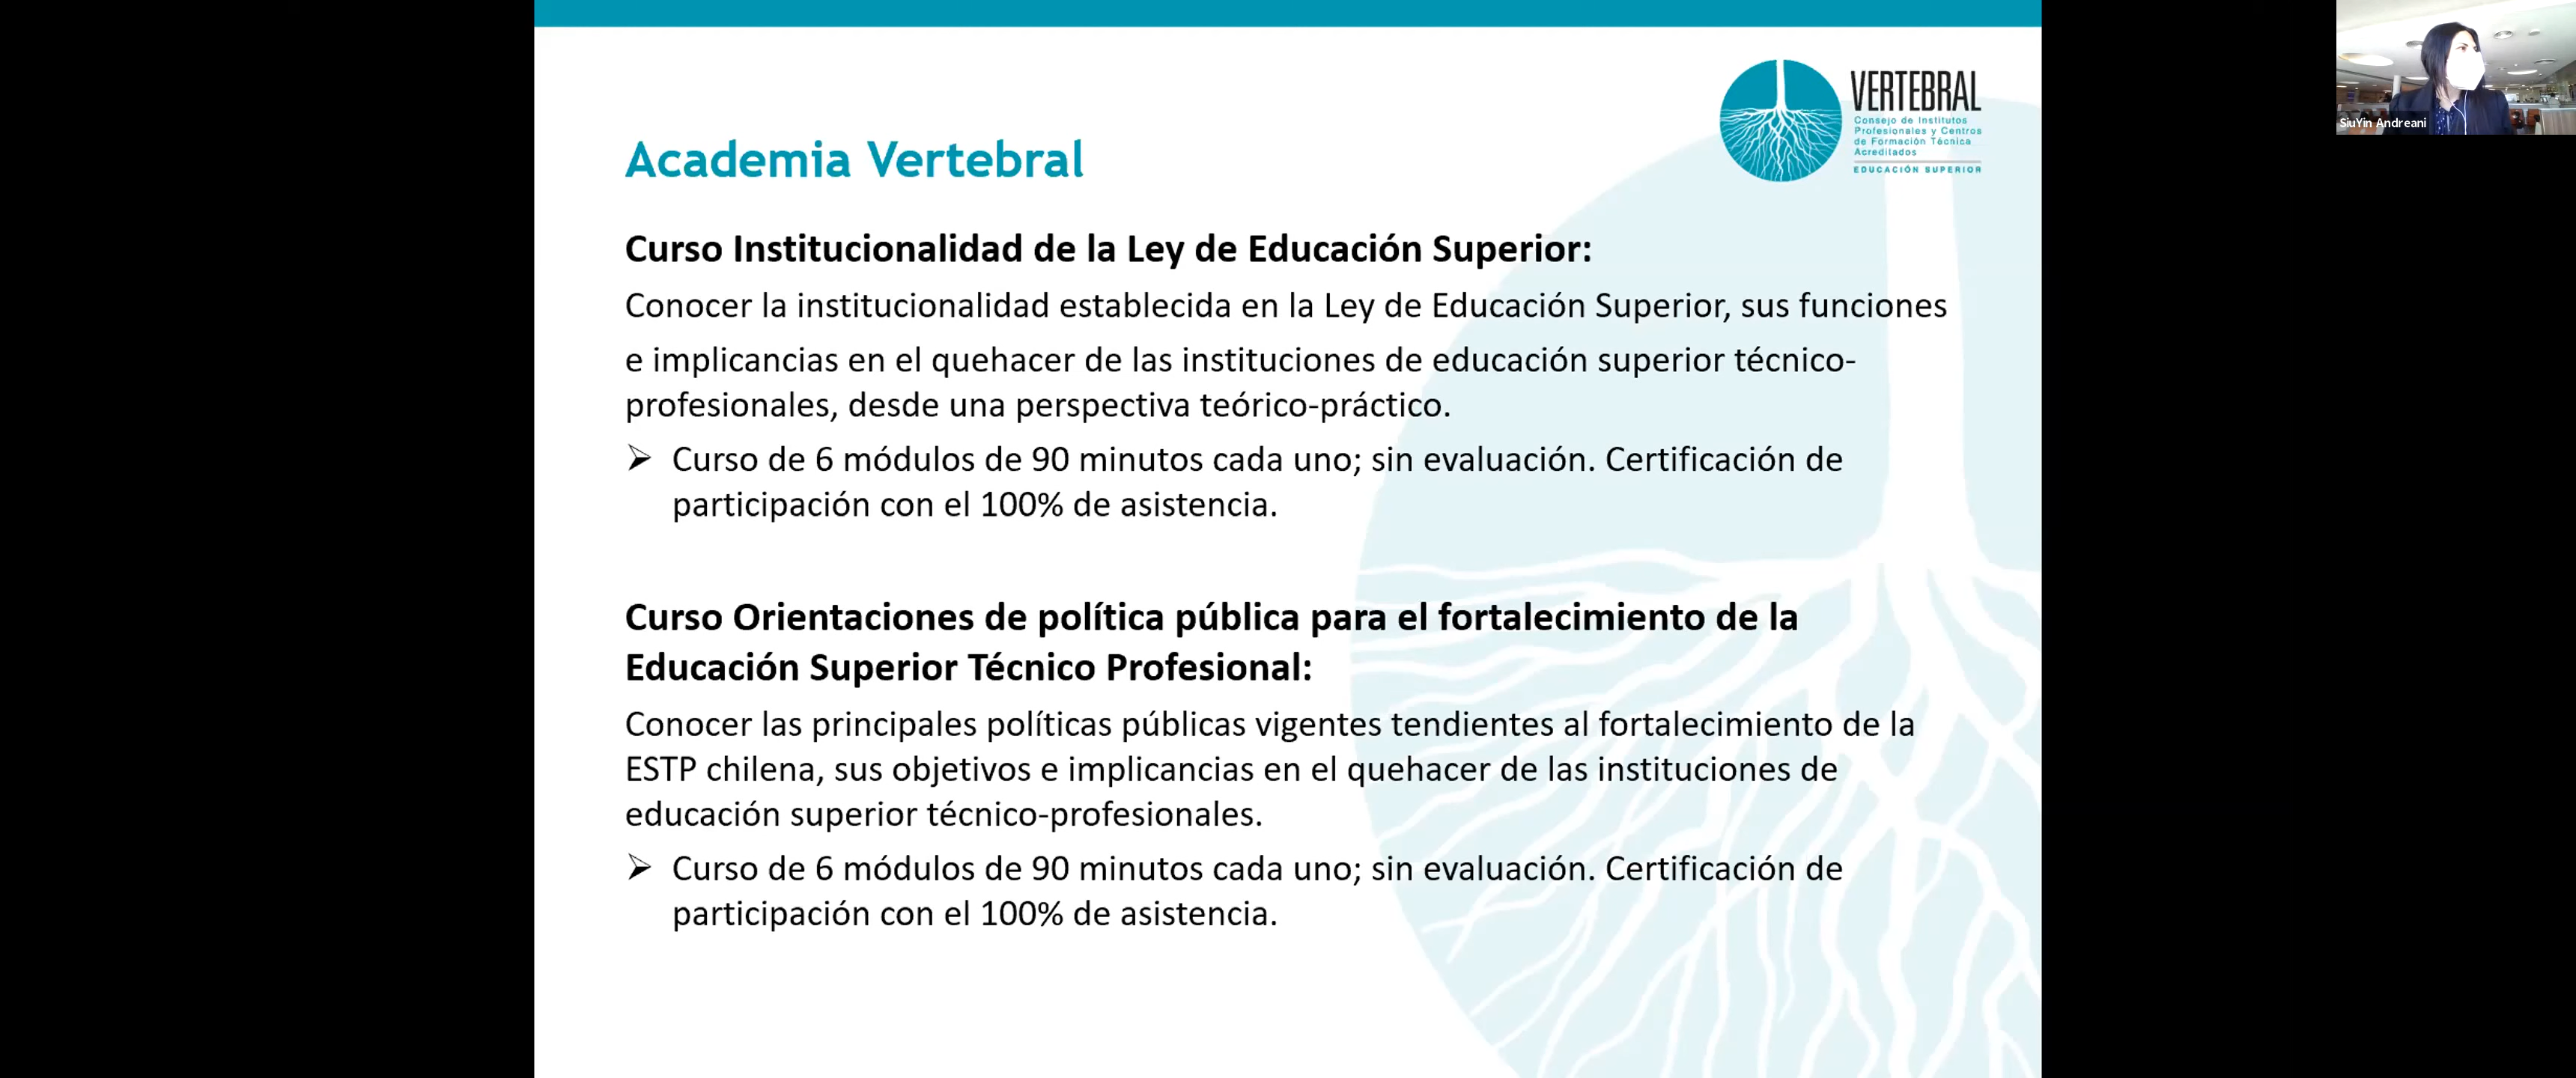 VERTEBRAL
Consejo de Institutos
Profesionales y Centros
de Formación Técnica
Acreditados
EDUCACIÓN SUPERIOR
SiuYin Andreani
Academia Vertebral
Curso Institucionalidad de la Ley de Educación Superior:
Conocer la institucionalidad establecida en la Ley de Educación Superior, sus funciones
e implicancias en el quehacer de las instituciones de educación superior técnico-
profesionales, desde una perspectiva teórico-práctico.
➢ Curso de 6 módulos de 90 minutos cada uno; sin evaluación. Certificación de
participación con el 100% de asistencia.
Curso Orientaciones de política pública para el fortalecimiento de la
Educación Superior Técnico Profesional:
Conocer las principales políticas públicas vigentes tendientes al fortalecimiento de la
ESTP chilena, sus objetivos e implicancias en el quehacer de las instituciones de
educación superior técnico-profesionales.
➢ Curso de 6 módulos de 90 minutos cada uno; sin evaluación. Certificación de
participación con el 100% de asistencia.